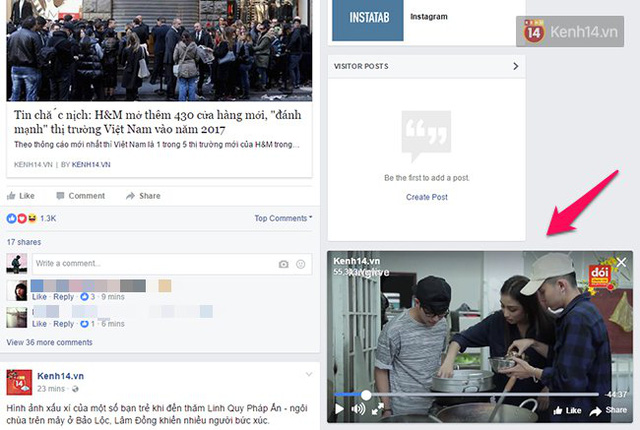 Tin chắc nịch: H&M mở thêm 430 cửa hàng mới, "đánh
mạnh" thị trường Việt Nam vào năm 2017
Theo thông cáo mới nhất thì Việt Nam là 1 trong 5 thị trường mới của H&M trong...
KENH14.VN | BY KENH14.VN
Like Comment Share
1.3K Top Comments
17 shares
Write a comment...
Like · Reply · 3 · 9 mins
Like · Reply · 1 · 6 mins
View 36 more comments
14
Kenh14.vn
23 mins ·
Hình ảnh xấu xí của một số bạn trẻ khi đến thăm Linh Quy Pháp Ấn - ngôi
chùa trên mây ở Bảo Lộc, Lâm Đồng khiến nhiều người bức xúc.
INSTATAB
Instagram
14 Kenh14.vn
VISITOR POSTS
Be the first to add a post.
Create Post
Kenh14.vn
đói
-44:37
Like Share